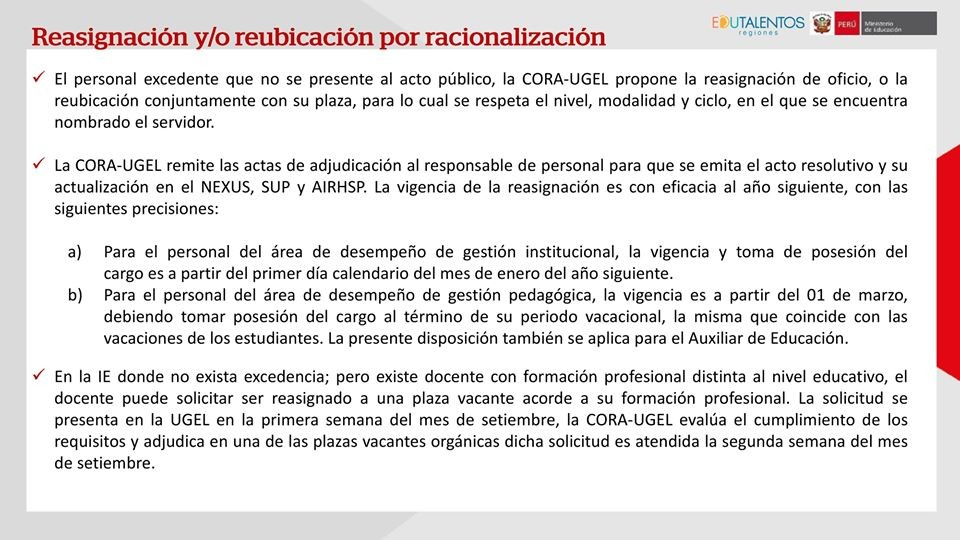 EDUTALENTOS
regiones
PERÚ
Ministerio
de Educación
Reasignación y/o reubicación por racionalización
✓ El personal excedente que no se presente al acto público, la CORA-UGEL propone la reasignación de oficio, o la
reubicación conjuntamente con su plaza, para lo cual se respeta el nivel, modalidad y ciclo, en el que se encuentra
nombrado el servidor.
✓ La CORA-UGEL remite las actas de adjudicación al responsable de personal para que se emita el acto resolutivo y su
actualización en el NEXUS, SUP y AIRHSP. La vigencia de la reasignación es con eficacia al año siguiente, con las
siguientes precisiones:
a) Para el personal del área de desempeño de gestión institucional, la vigencia y toma de posesión del
cargo es a partir del primer día calendario del mes de enero del año siguiente.
b) Para el personal del área de desempeño de gestión pedagógica, la vigencia es a partir del 01 de marzo,
debiendo tomar posesión del cargo al término de su periodo vacacional, la misma que coincide con las
vacaciones de los estudiantes. La presente disposición también se aplica para el Auxiliar de Educación.
✓ En la IE donde no exista excedencia; pero existe docente con formación profesional distinta al nivel educativo, el
docente puede solicitar ser reasignado a una plaza vacante acorde a su formación profesional. La solicitud se
presenta en la UGEL en la primera semana del mes de setiembre, la CORA-UGEL evalúa el cumplimiento de los
requisitos y adjudica en una de las plazas vacantes orgánicas dicha solicitud es atendida la segunda semana del mes
de setiembre.